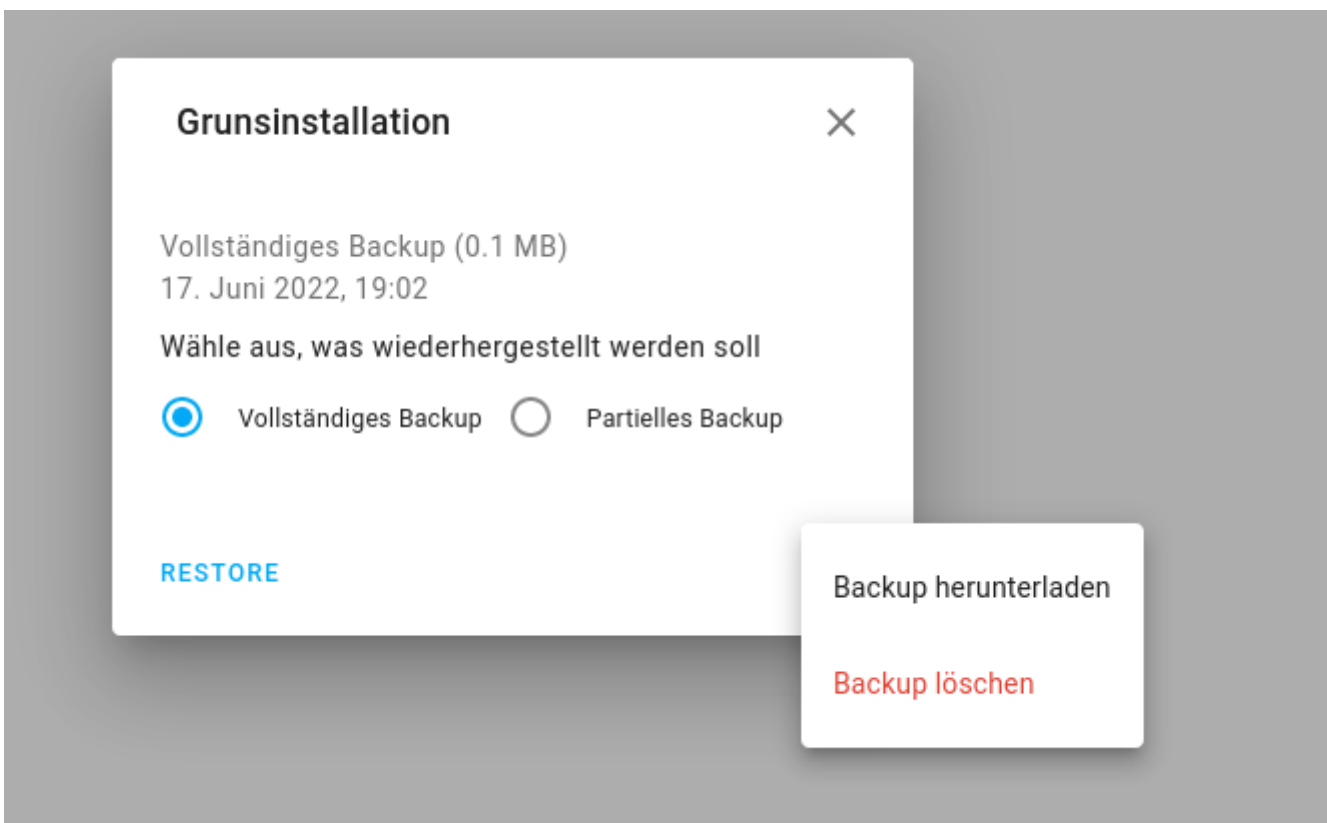 Grunsinstallation
Vollständiges Backup (0.1 MB)
17. Juni 2022, 19:02
Wähle aus, was wiederhergestellt werden soll
Vollständiges Backup Partielles Backup
RESTORE
Backup herunterladen
Backup löschen